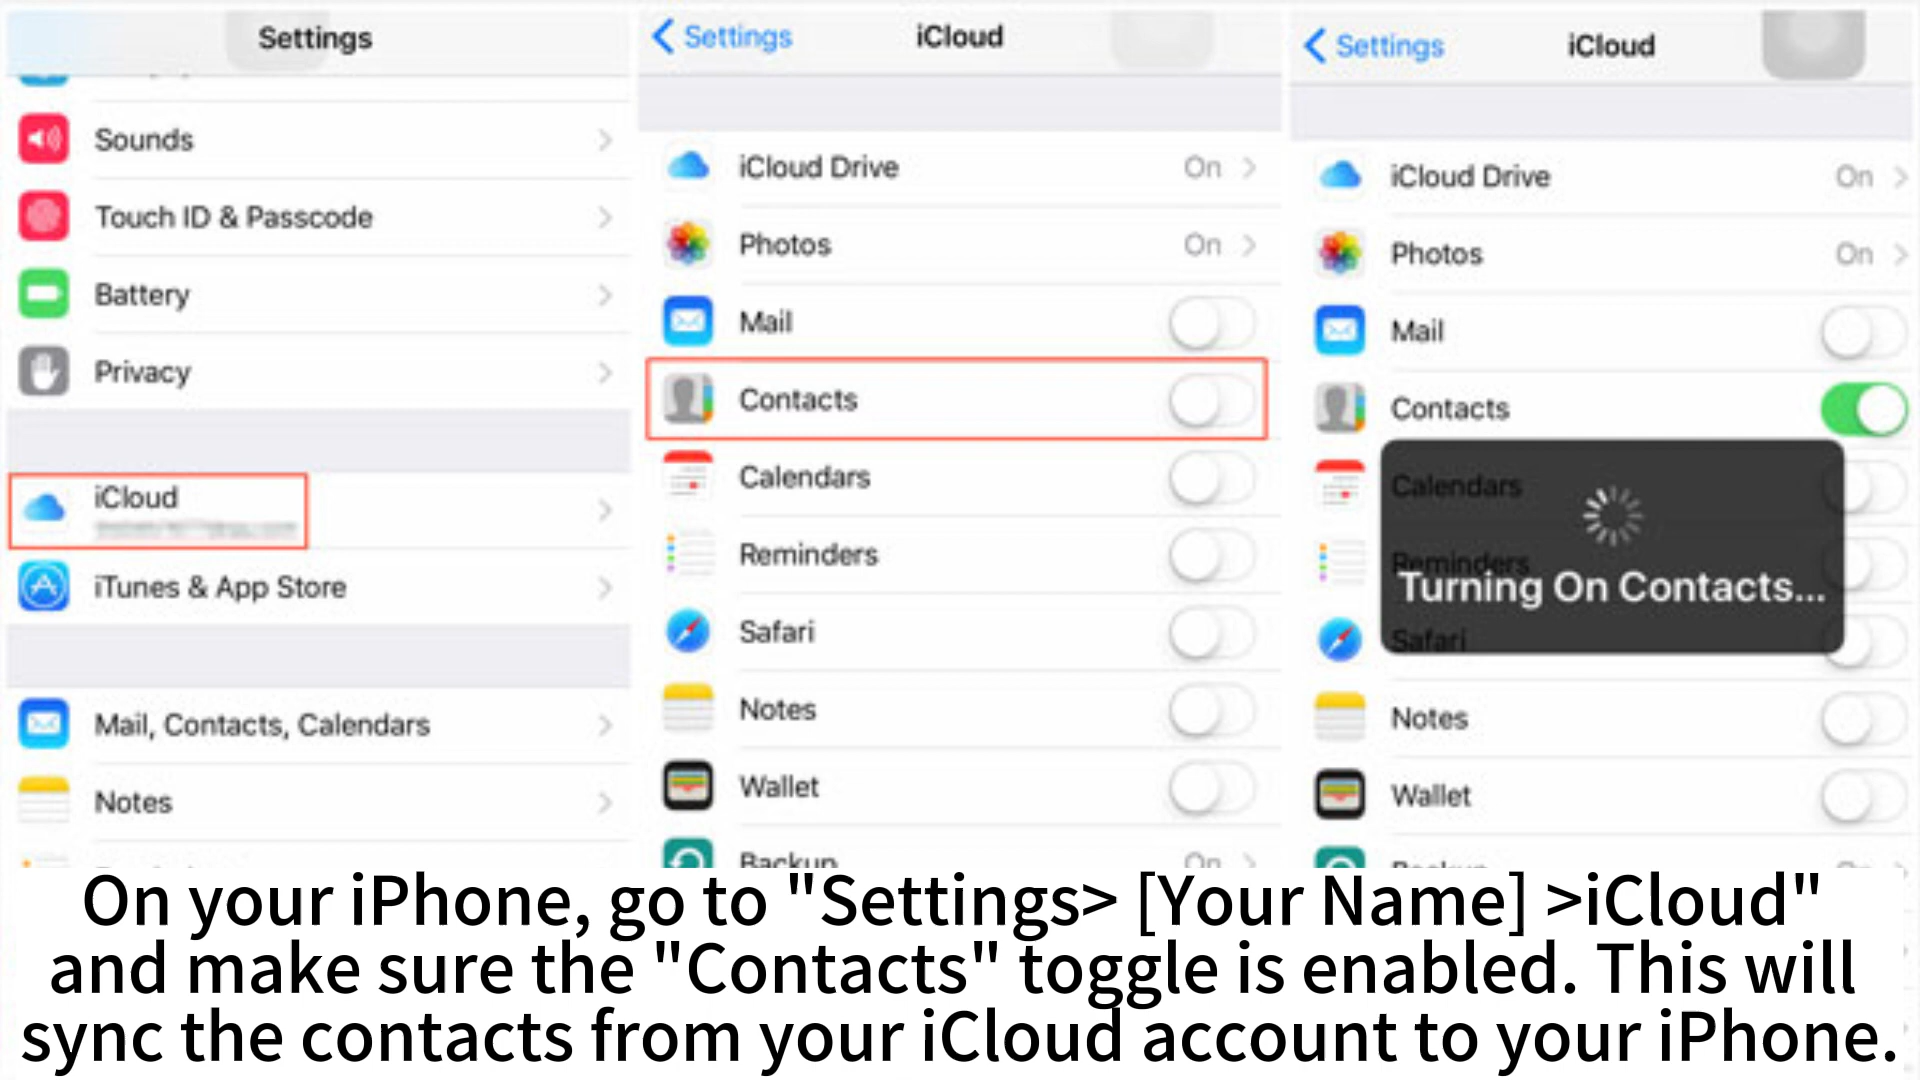 Settings
Sounds
Touch ID & Passcode
Battery
Privacy
iCloud
iTunes & App Store
Mail, Contacts, Calendars
Notes
Settings
iCloud
iCloud Drive On
Photos On
Mail
Contacts
Calendars
Reminders
Safari
Notes
Wallet
Backup On
Settings
iCloud
iCloud Drive On
Photos On
Mail
Contacts
Calendars
Reminders
Turning On Contacts...
Safari
Notes
Wallet
On your iPhone, go to "Settings> [Your Name] >iCloud"
and make sure the "Contacts" toggle is enabled. This will
sync the contacts from your iCloud account to your iPhone.